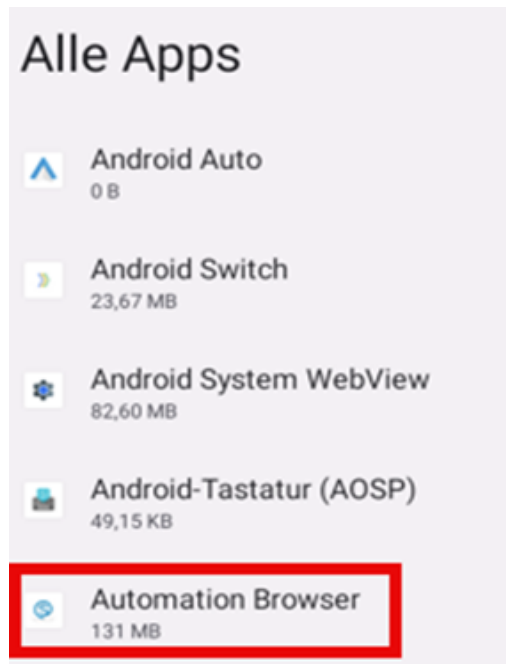 Alle Apps
Android Auto
0 B
Android Switch
23,67 MB
Android System WebView
82,60 MB
Android-Tastatur (AOSP)
49,15 KB
Automation Browser
131 MB